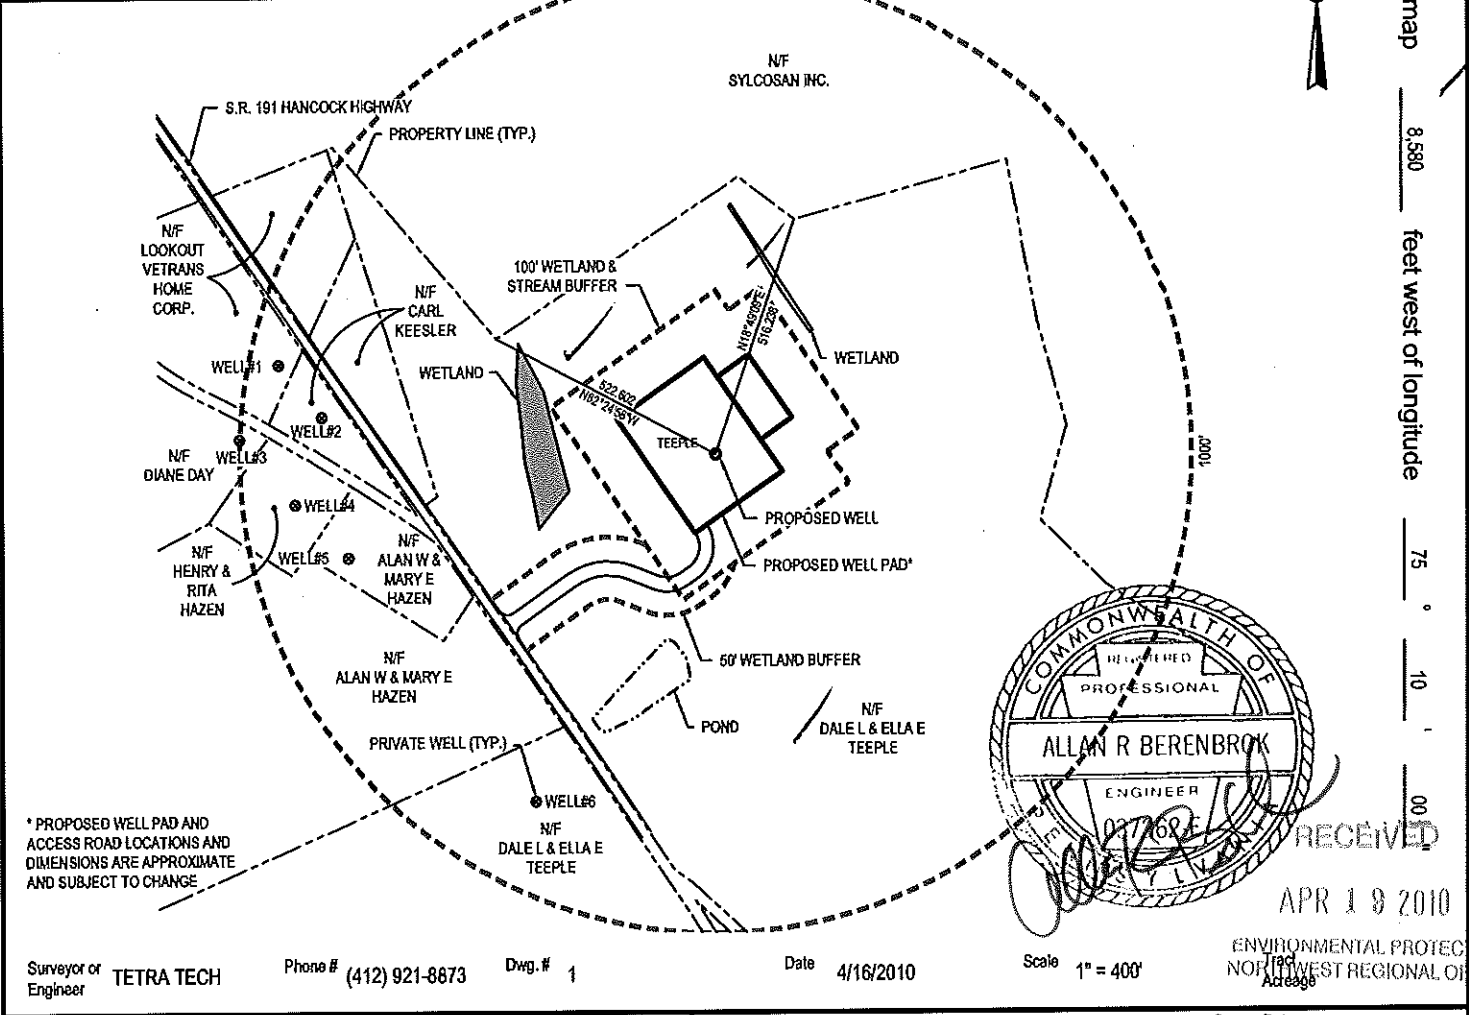 N/F
SYLCOSAN INC.
S.R. 191 HANCOCK HIGHWAY
PROPERTY LINE (TYP.)
N/F
LOOKOUT
VETRANS
HOME
CORP.
100' WETLAND &
STREAM BUFFER
N/F
CARL
KEESLER
WETLAND
WETLAND
N18°49'09"E
516.238'
522.602
N62°24'56"W
TEEPLE
WELL#1
WELL#2
WELL#3
N/F
DIANE DAY
WELL#4
WELL#5
N/F
HENRY &
RITA
HAZEN
N/F
ALAN W &
MARY E
HAZEN
PROPOSED WELL
PROPOSED WELL PAD*
1000'
50' WETLAND BUFFER
N/F
ALAN W & MARY E
HAZEN
POND
N/F
DALE L & ELLA E
TEEPLE
PRIVATE WELL (TYP.)
WELL#6
N/F
DALE L & ELLA E
TEEPLE
* PROPOSED WELL PAD AND
ACCESS ROAD LOCATIONS AND
DIMENSIONS ARE APPROXIMATE
AND SUBJECT TO CHANGE
map 8,580 feet west of longitude 75 ° 10 ' 00 "
COMMONWEALTH OF
REGISTERED
PROFESSIONAL
ALLAN R BERENBROK
ENGINEER
PENNSYLVANIA
RECEIVED
APR 19 2010
ENVIRONMENTAL PROTEC
NORTHWEST REGIONAL OF
Surveyor or
Engineer TETRA TECH Phone # (412) 921-8873 Dwg. # 1 Date 4/16/2010 Scale 1" = 400' Tract
Acreage